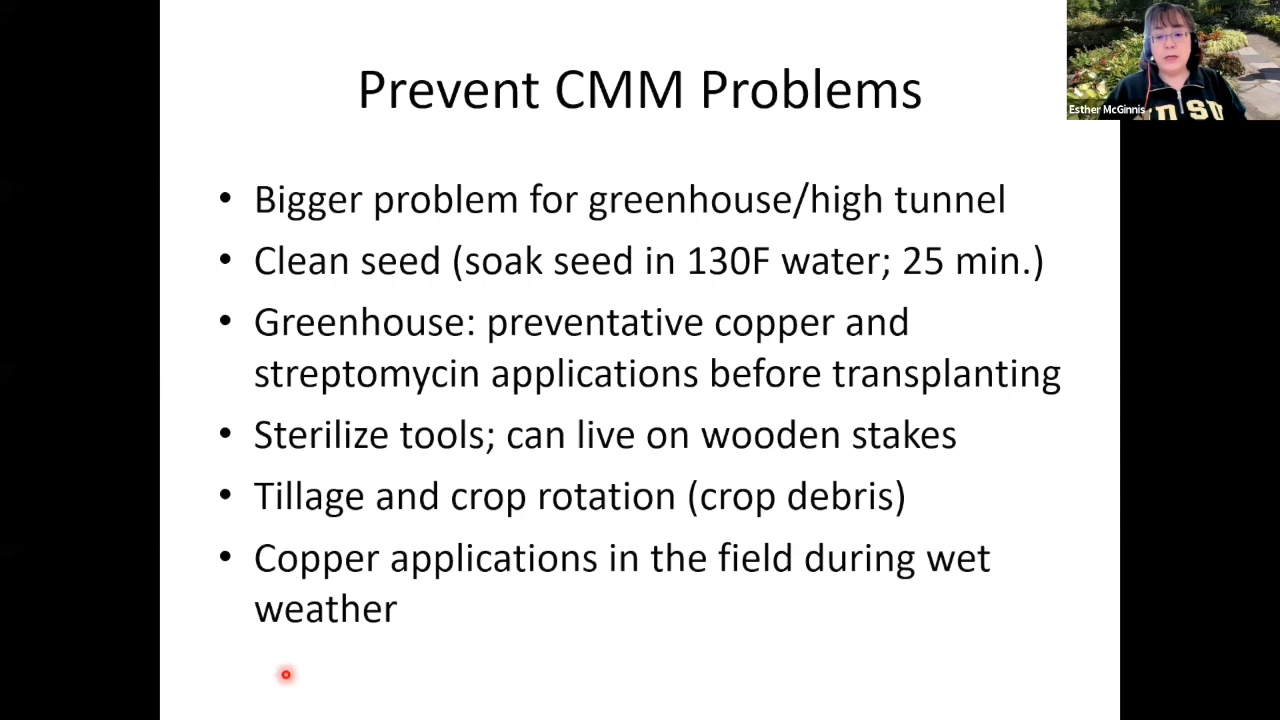 Prevent CMM Problems
• Bigger problem for greenhouse/high tunnel
• Clean seed (soak seed in 130F water; 25 min.)
• Greenhouse: preventative copper and
streptomycin applications before transplanting
• Sterilize tools; can live on wooden stakes
• Tillage and crop rotation (crop debris)
• Copper applications in the field during wet
weather
Esther McGinnis